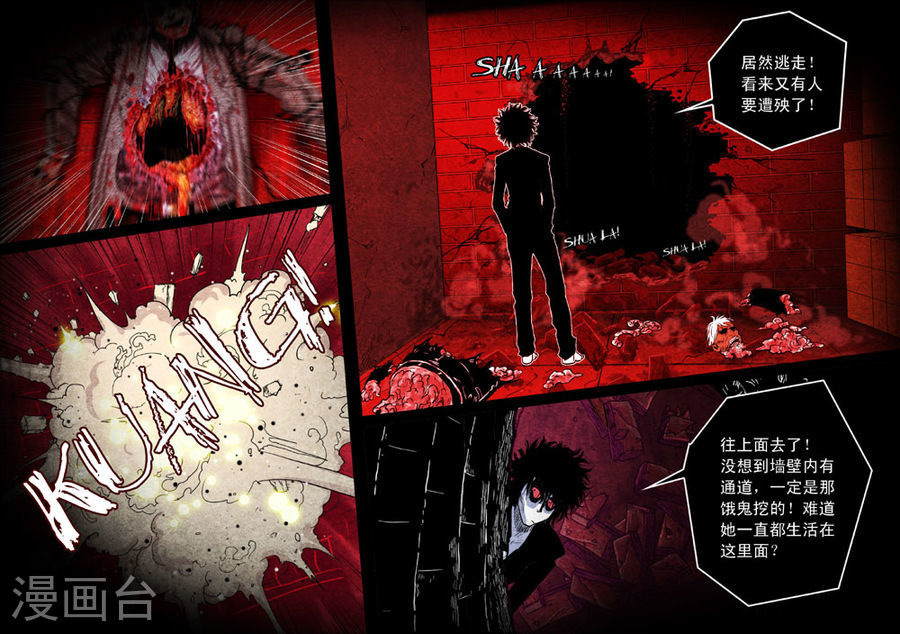 KUANG!
SHA A A A A A A!
居然逃走！
看来又有人
要遭殃了！
SHUA LA!
SHUA LA!
往上面去了！
没想到墙壁内有
通道，一定是那
饿鬼挖的！难道
她一直都生活在
这里面？
漫画台